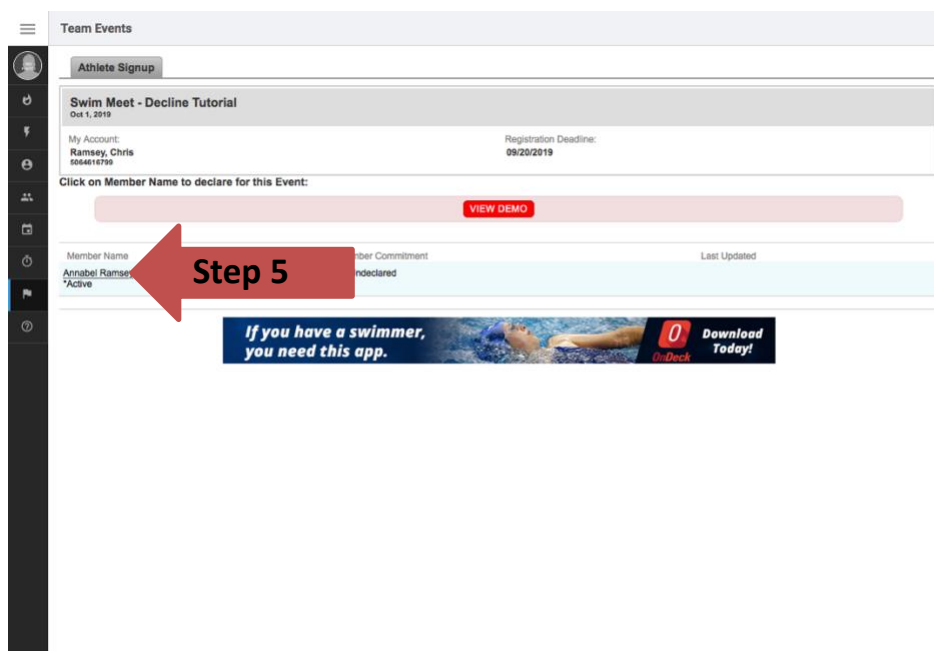 Team Events
Athlete Signup
Swim Meet - Decline Tutorial
Oct 1, 2019
My Account:
Registration Deadline:
Ramsey, Chris
09/20/2019
5064616799
Click on Member Name to declare for this Event:
VIEW DEMO
Member Name
Commitment
Last Updated
Annabel Ramsey
*Active
Step 5
If you have a swimmer,
you need this app.
OnDeck
Download
Today!